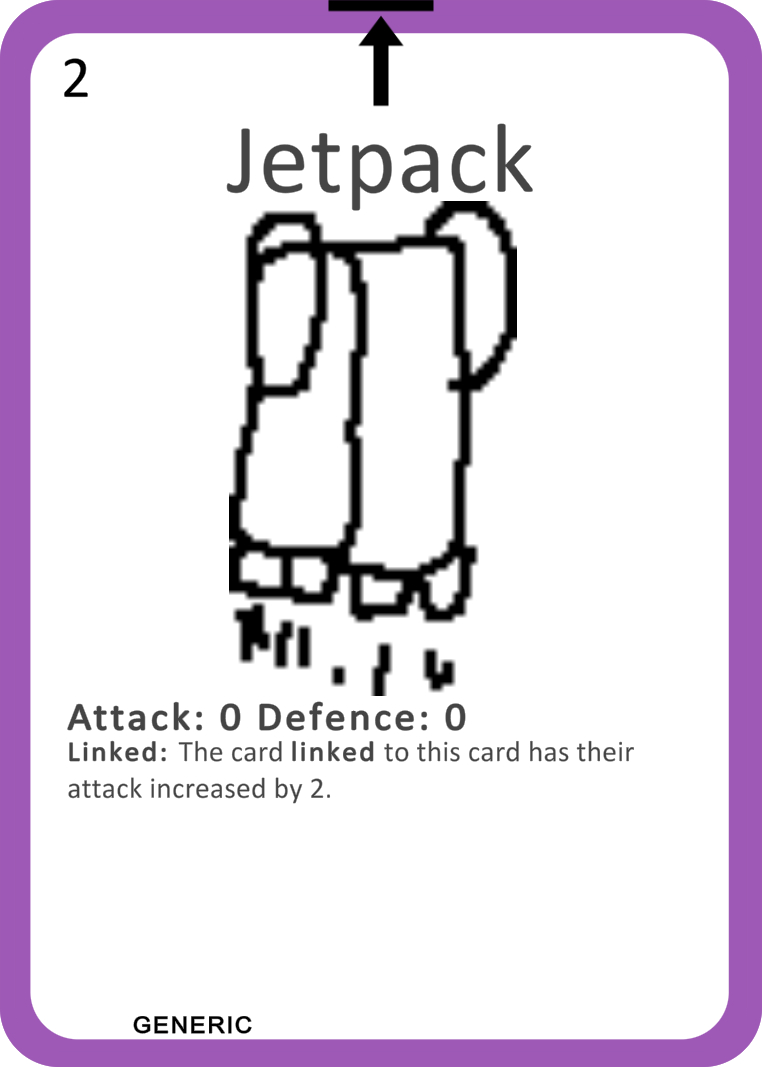 2
Jetpack
Attack: 0 Defence: 0
Linked: The card linked to this card has their
attack increased by 2.
GENERIC